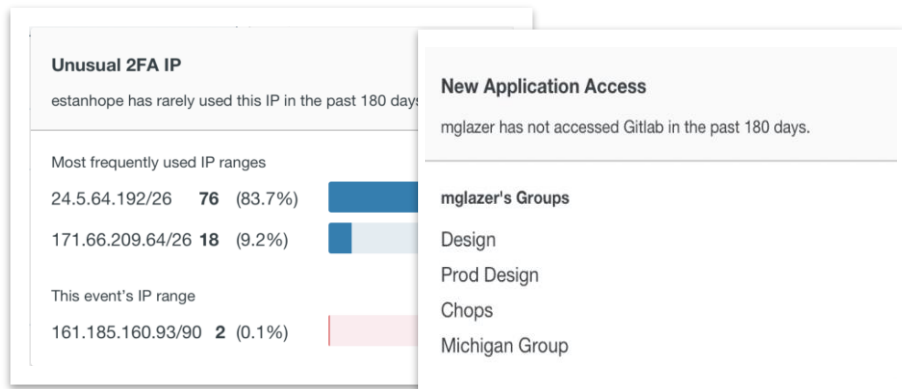 Unusual 2FA IP
estanhope has rarely used this IP in the past 180 days
Most frequently used IP ranges
24.5.64.192/26 76 (83.7%)
171.66.209.64/26 18 (9.2%)
This event's IP range
161.185.160.93/90 2 (0.1%)
New Application Access
mglazer has not accessed Gitlab in the past 180 days.
mglazer's Groups
Design
Prod Design
Chops
Michigan Group